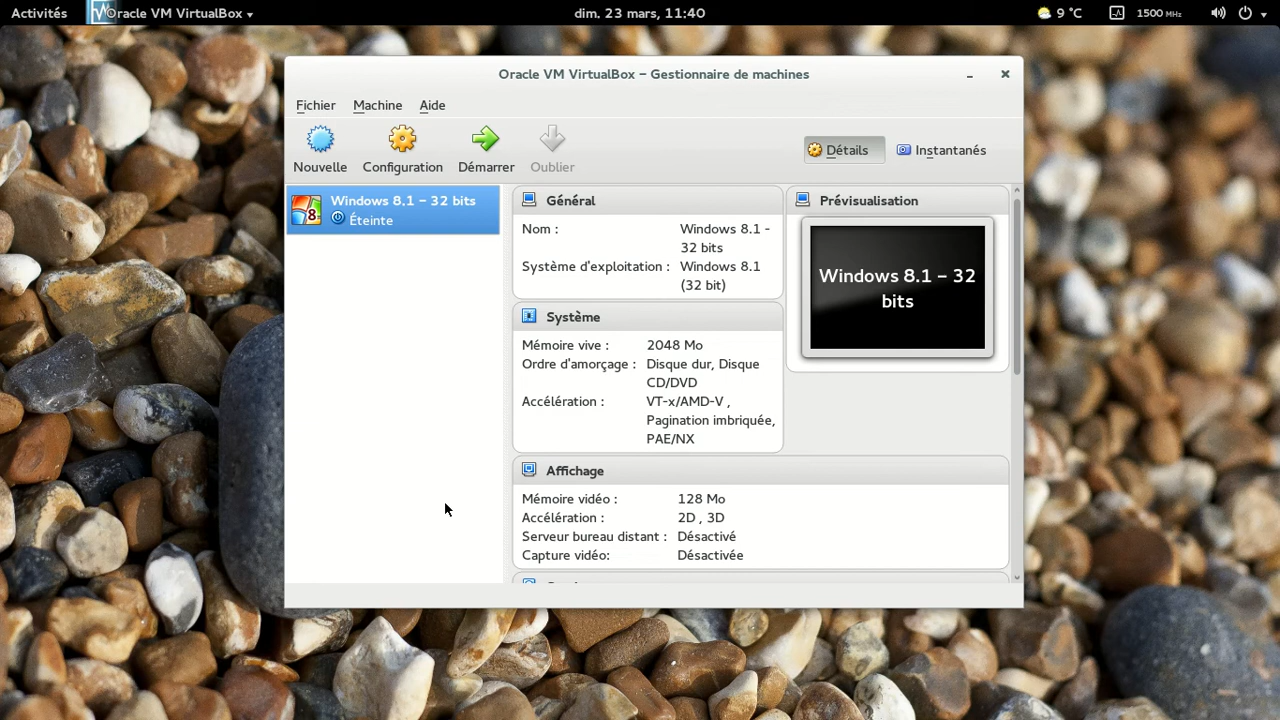 Activités
Oracle VM VirtualBox
dim. 23 mars, 11:40
9 °C
1500 MHz
Oracle VM VirtualBox – Gestionnaire de machines
Fichier Machine Aide
Nouvelle Configuration Démarrer Oublier
Détails Instantanés
Windows 8.1 – 32 bits
Éteinte
8
Général
Nom : Windows 8.1 -
32 bits
Système d'exploitation : Windows 8.1
(32 bit)
Prévisualisation
Windows 8.1 – 32
bits
Système
Mémoire vive : 2048 Mo
Ordre d'amorçage : Disque dur, Disque
CD/DVD
Accélération : VT-x/AMD-V ,
Pagination imbriquée,
PAE/NX
Affichage
Mémoire vidéo : 128 Mo
Accélération : 2D , 3D
Serveur bureau distant : Désactivé
Capture vidéo: Désactivée